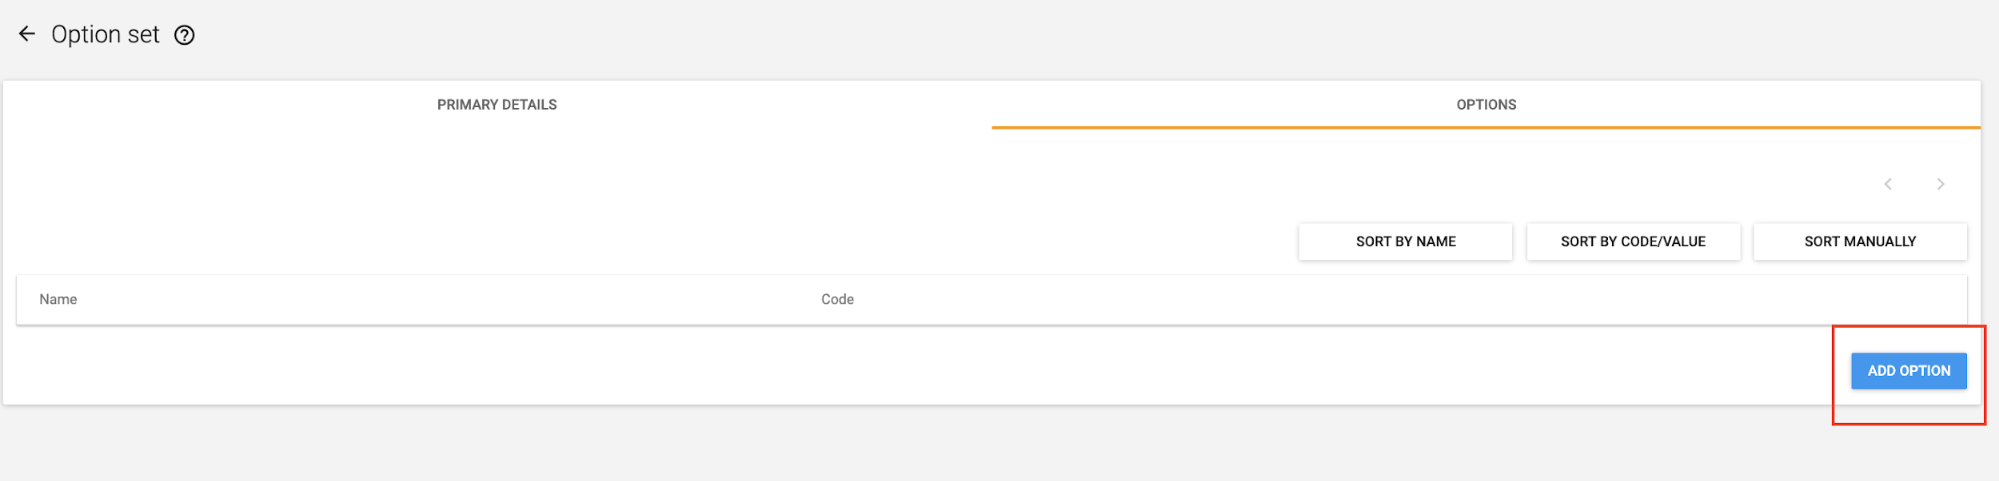 Option set
PRIMARY DETAILS
OPTIONS
SORT BY NAME
SORT BY CODE/VALUE
SORT MANUALLY
Name
Code
ADD OPTION